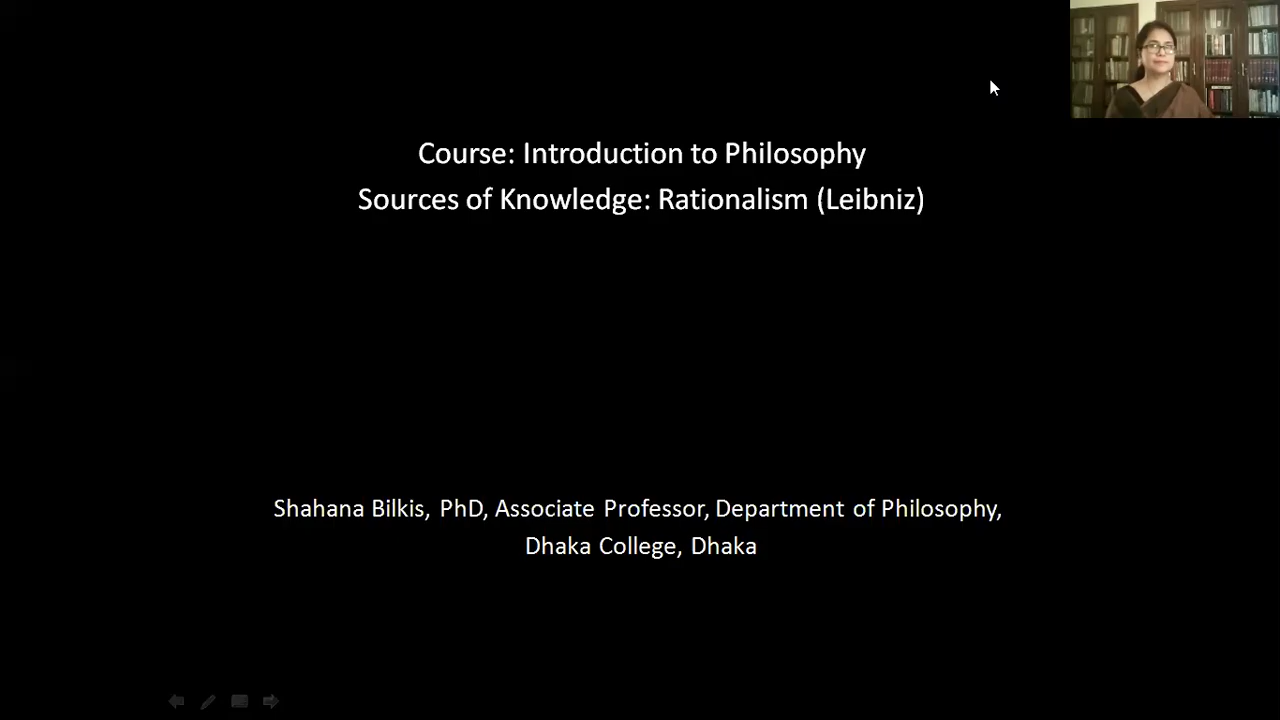 Course: Introduction to Philosophy
Sources of Knowledge: Rationalism (Leibniz)
Shahana Bilkis, PhD, Associate Professor, Department of Philosophy,
Dhaka College, Dhaka